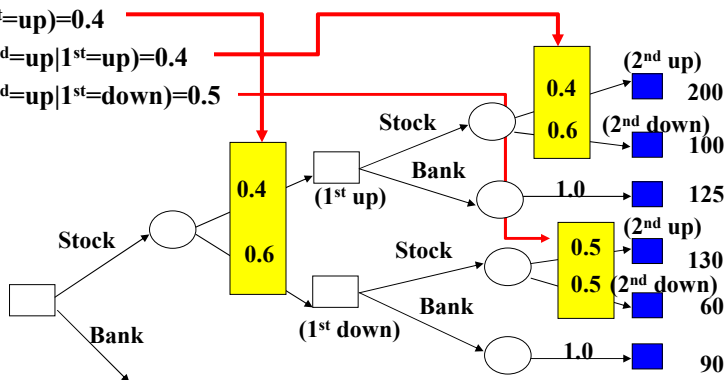 t=up)=0.4
d=up|1st=up)=0.4
d=up|1st=down)=0.5
(2nd up)
0.4
200
Stock
0.6
(2nd down)
100
Bank
0.4
(1st up)
1.0
125
(2nd up)
Stock
0.6
Stock
0.5
130
0.5
(2nd down)
Bank
60
(1st down)
Bank
1.0
90